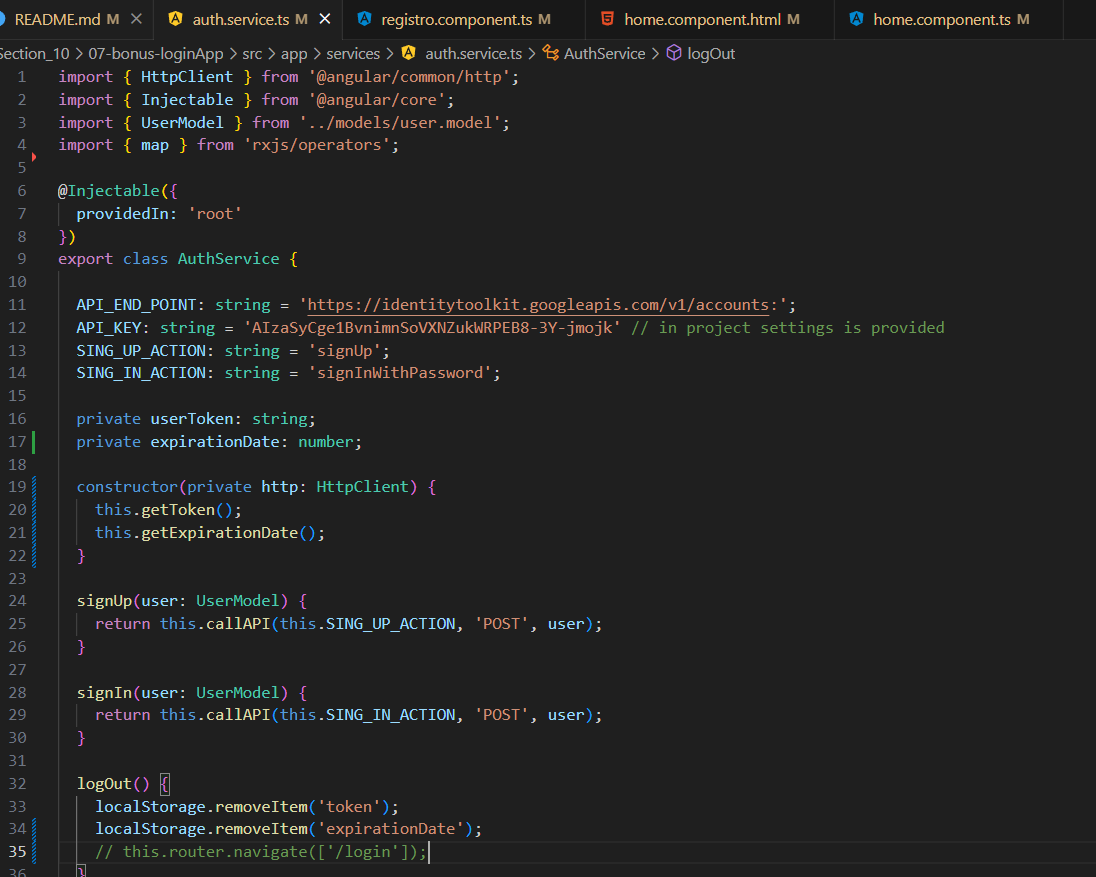 README.md M auth.service.ts M registro.component.ts M home.component.html M home.component.ts M
Section_10 > 07-bonus-loginApp > src > app > services > auth.service.ts > AuthService > logOut
1 import { HttpClient } from '@angular/common/http';
2 import { Injectable } from '@angular/core';
3 import { UserModel } from '../models/user.model';
4 import { map } from 'rxjs/operators';
5
6 @Injectable({
7 providedIn: 'root'
8 })
9 export class AuthService {
10
11 API_END_POINT: string = 'https://identitytoolkit.googleapis.com/v1/accounts:';
12 API_KEY: string = 'AIzaSyCge1BvnimnSoVXNZukWRPEB8-3Y-jmojk' // in project settings is provided
13 SING_UP_ACTION: string = 'signUp';
14 SING_IN_ACTION: string = 'signInWithPassword';
15
16 private userToken: string;
17 private expirationDate: number;
18
19 constructor(private http: HttpClient) {
20 this.getToken();
21 this.getExpirationDate();
22 }
23
24 signUp(user: UserModel) {
25 return this.callAPI(this.SING_UP_ACTION, 'POST', user);
26 }
27
28 signIn(user: UserModel) {
29 return this.callAPI(this.SING_IN_ACTION, 'POST', user);
30 }
31
32 logOut() {
33 localStorage.removeItem('token');
34 localStorage.removeItem('expirationDate');
35 // this.router.navigate(['/login']);
36 }